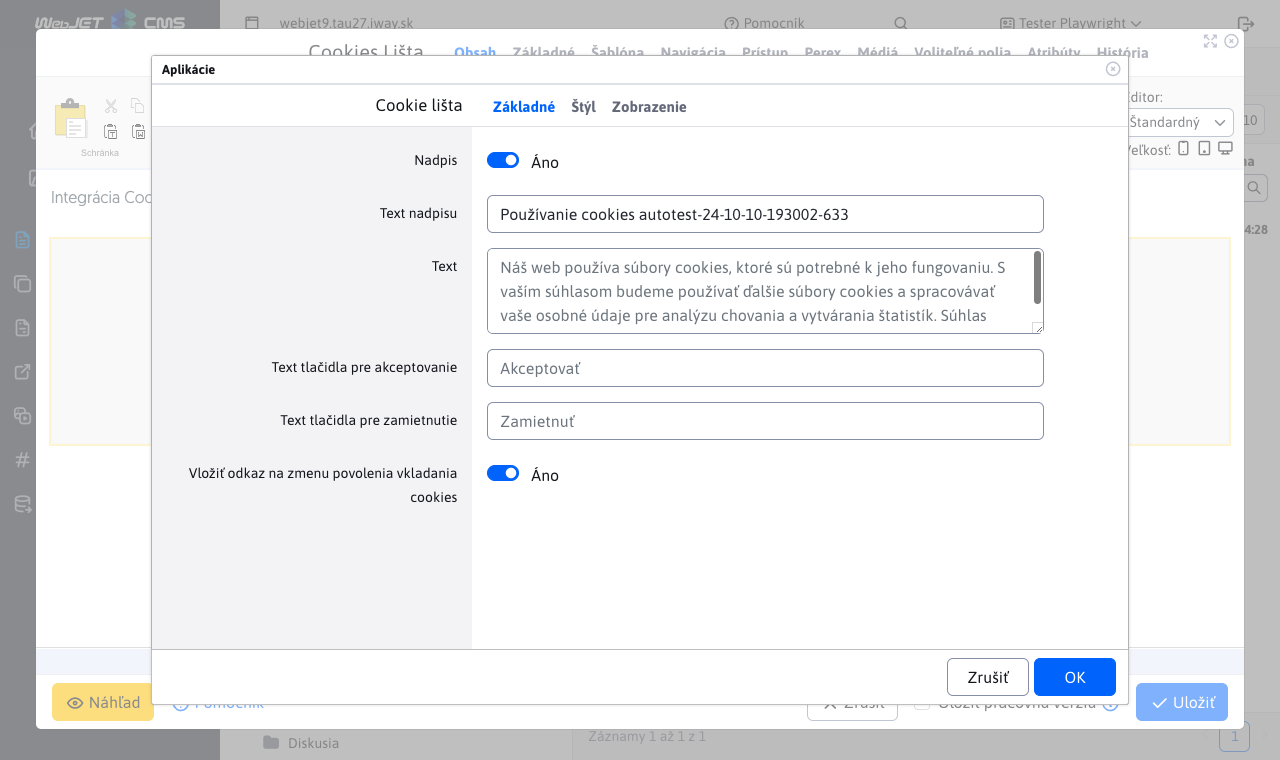 WebJET CMS
webjet9.tau27.iway.sk
Pomocník
Tester Playwright
Cookies Lišta
Obsah
Základné
Šablóna
Navigácia
Prístup
Perex
Médiá
Voliteľné polia
Atribúty
História
Aplikácie
Cookie lišta
Základné
Štýl
Zobrazenie
Editor:
Štandardný
Veľkosť:
10
Schránka
Integrácia Coo
4:28
Nadpis
Áno
Text nadpisu
Používanie cookies autotest-24-10-10-193002-633
Text
Náš web používa súbory cookies, ktoré sú potrebné k jeho fungovaniu. S
vaším súhlasom budeme používať ďalšie súbory cookies a spracovávať
vaše osobné údaje pre analýzu chovania a vytvárania štatistík. Súhlas
Text tlačidla pre akceptovanie
Akceptovať
Text tlačidla pre zamietnutie
Zamietnuť
Vložiť odkaz na zmenu povolenia vkladania
cookies
Áno
Zrušiť
OK
Náhľad
Pomocník
Zrušiť
Uložiť pracovnú verziu
Uložiť
Diskusia
Záznamy 1 až 1 z 1
1